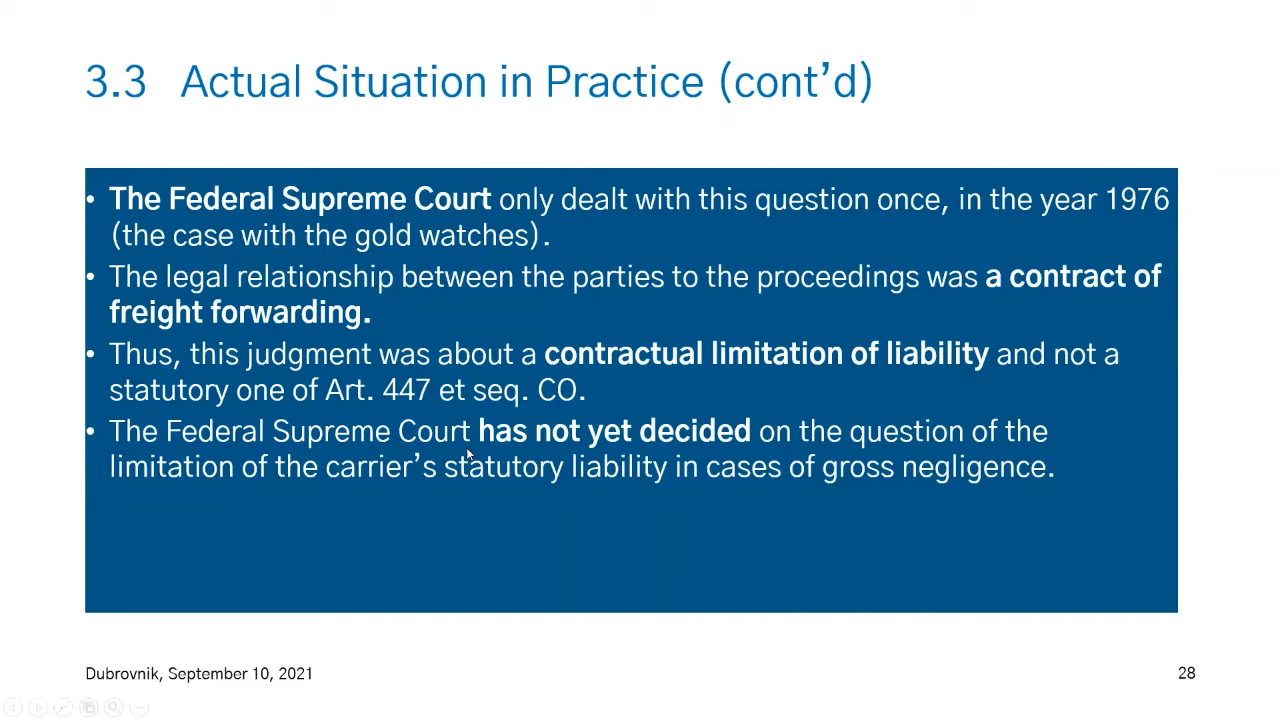 3.3 Actual Situation in Practice (cont’d)
• The Federal Supreme Court only dealt with this question once, in the year 1976
(the case with the gold watches).
• The legal relationship between the parties to the proceedings was a contract of
freight forwarding.
• Thus, this judgment was about a contractual limitation of liability and not a
statutory one of Art. 447 et seq. CO.
• The Federal Supreme Court has not yet decided on the question of the
limitation of the carrier’s statutory liability in cases of gross negligence.
Dubrovnik, September 10, 2021
28